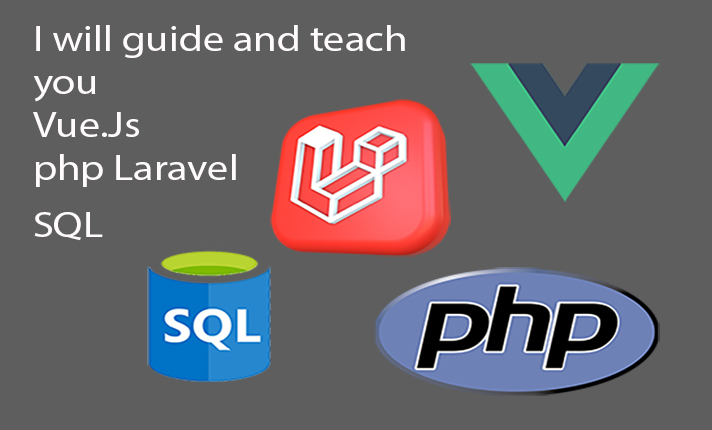 I will guide and teach
you
Vue.Js
php Laravel
SQL
SQL
php